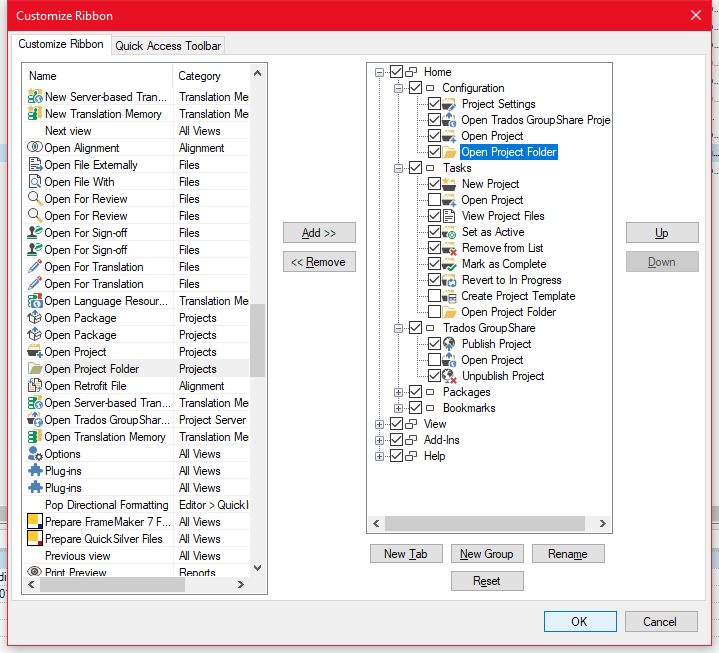 Customize Ribbon
Customize Ribbon Quick Access Toolbar
Name Category
New Server-based Tran... Translation Me
New Translation Memory Translation Me
Next view All Views
Open Alignment Alignment
Open File Externally Files
Open File With Files
Open For Review Files
Open For Review Files
Open For Sign-off Files
Open For Sign-off Files
Open For Translation Files
Open For Translation Files
Open Language Resour... Translation Me
Open Package Projects
Open Package Projects
Open Project Projects
Open Project Folder Projects
Open Retrofit File Alignment
Open Server-based Tran... Translation Me
Open Trados GroupShar... Project Server
Open Translation Memory Translation Me
Options All Views
Plug-ins All Views
Plug-ins All Views
Pop Directional Formatting Editor > QuickI
Prepare FrameMaker 7 F... All Views
Prepare QuickSilver Files All Views
Previous view All Views
Print Preview Reports
Add >>
<< Remove
Home
Configuration
Project Settings
Open Trados GroupShare Proje
Open Project
Open Project Folder
Tasks
New Project
Open Project
View Project Files
Set as Active
Remove from List
Mark as Complete
Revert to In Progress
Create Project Template
Open Project Folder
Trados GroupShare
Publish Project
Open Project
Unpublish Project
Packages
Bookmarks
View
Add-Ins
Help
Up
Down
New Tab New Group Rename
Reset
OK Cancel